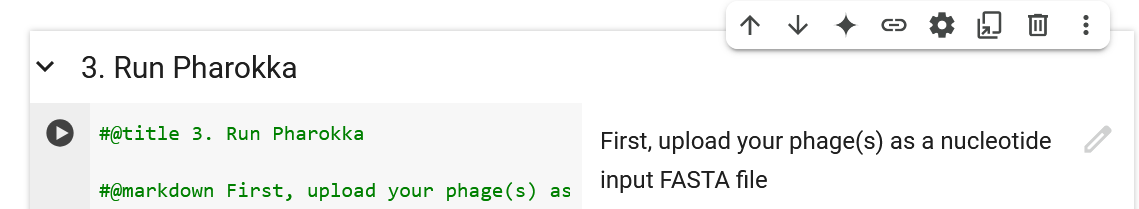 3. Run Pharokka
#@title 3. Run Pharokka
#@markdown First, upload your phage(s) as
First, upload your phage(s) as a nucleotide
input FASTA file